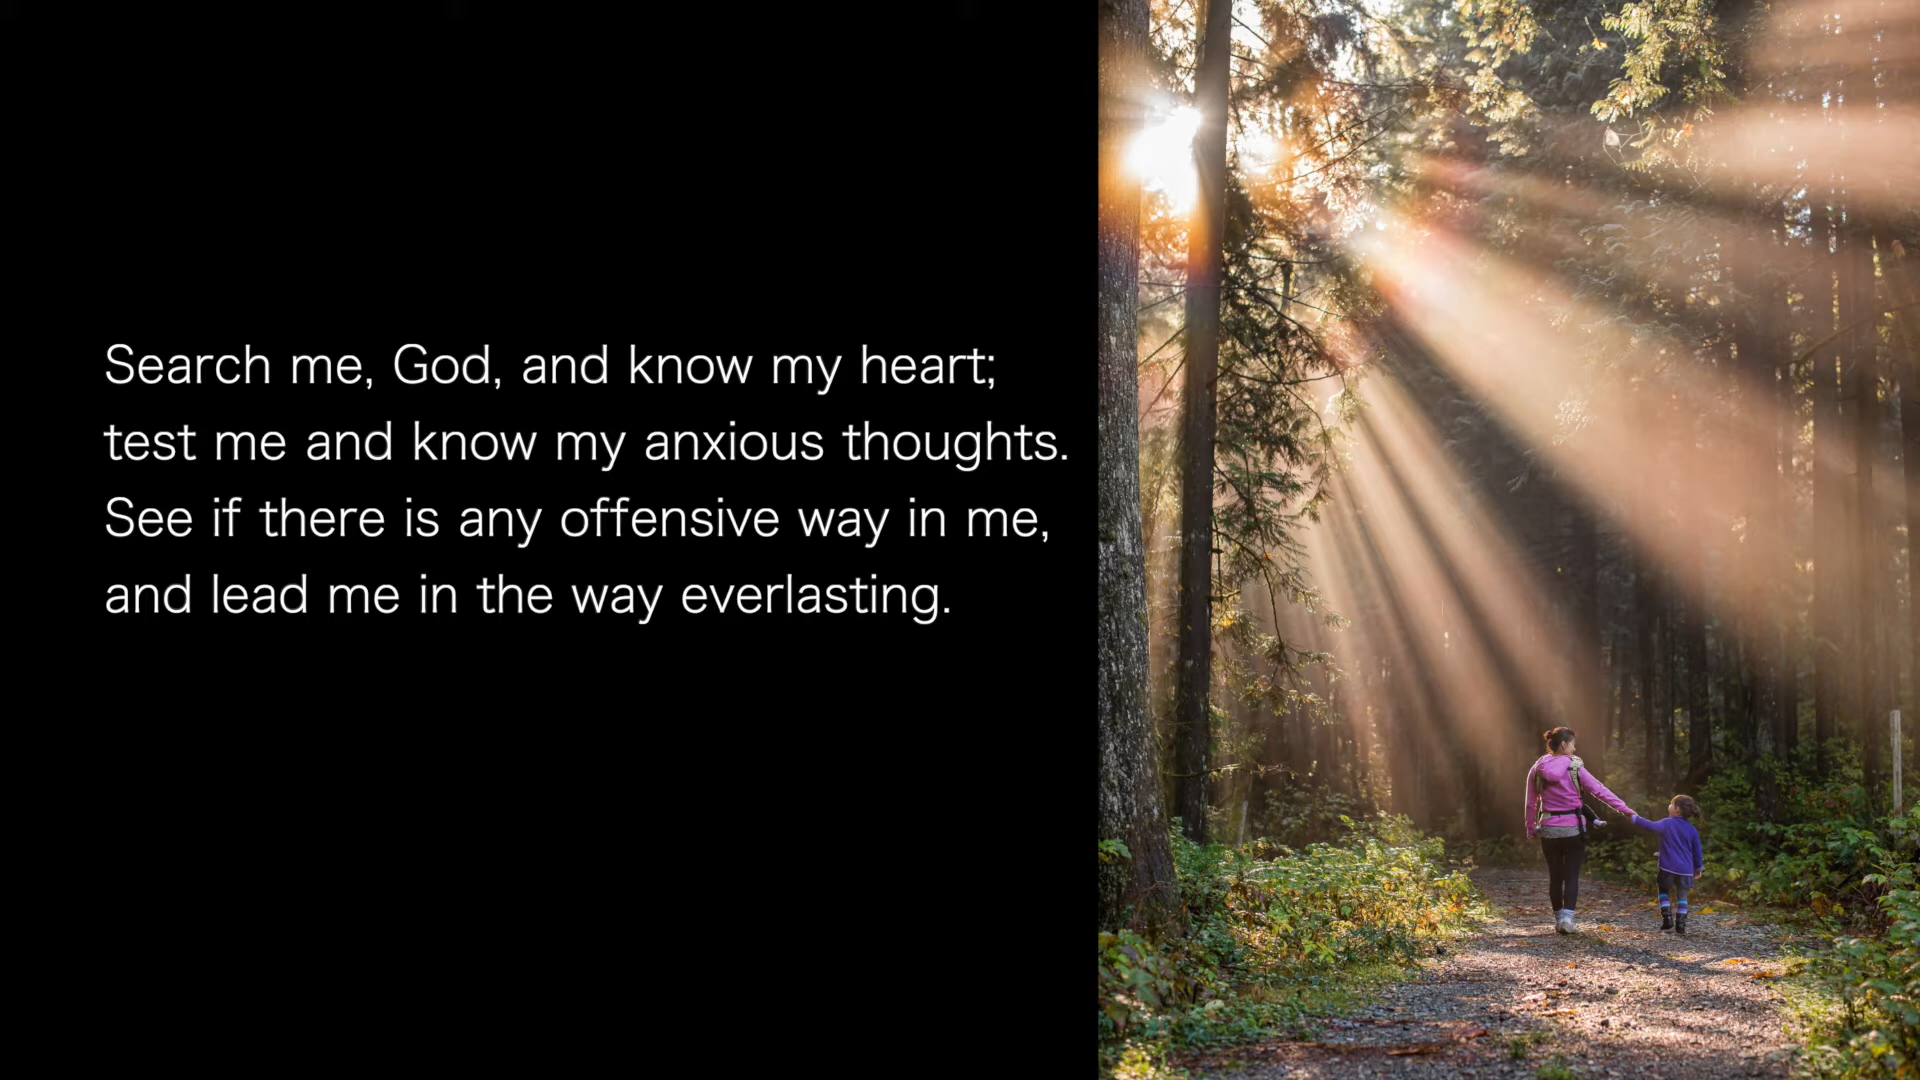 Search me, God, and know my heart;
test me and know my anxious thoughts.
See if there is any offensive way in me,
and lead me in the way everlasting.